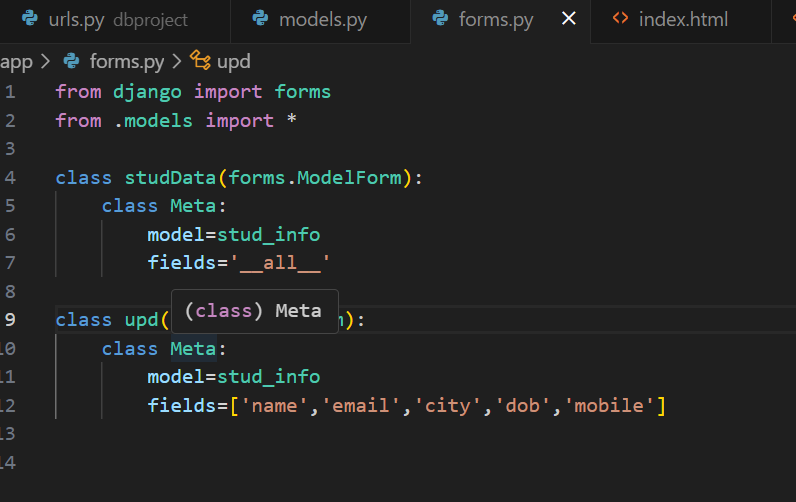 urls.py dbproject models.py forms.py × index.html
app > forms.py > upd
1 from django import forms
2 from .models import *
3
4 class studData(forms.ModelForm):
5 class Meta:
6 model=stud_info
7 fields='__all__'
8
(class) Meta
9 class upd( ):
10 class Meta:
11 model=stud_info
12 fields=['name','email','city','dob','mobile']
13
14